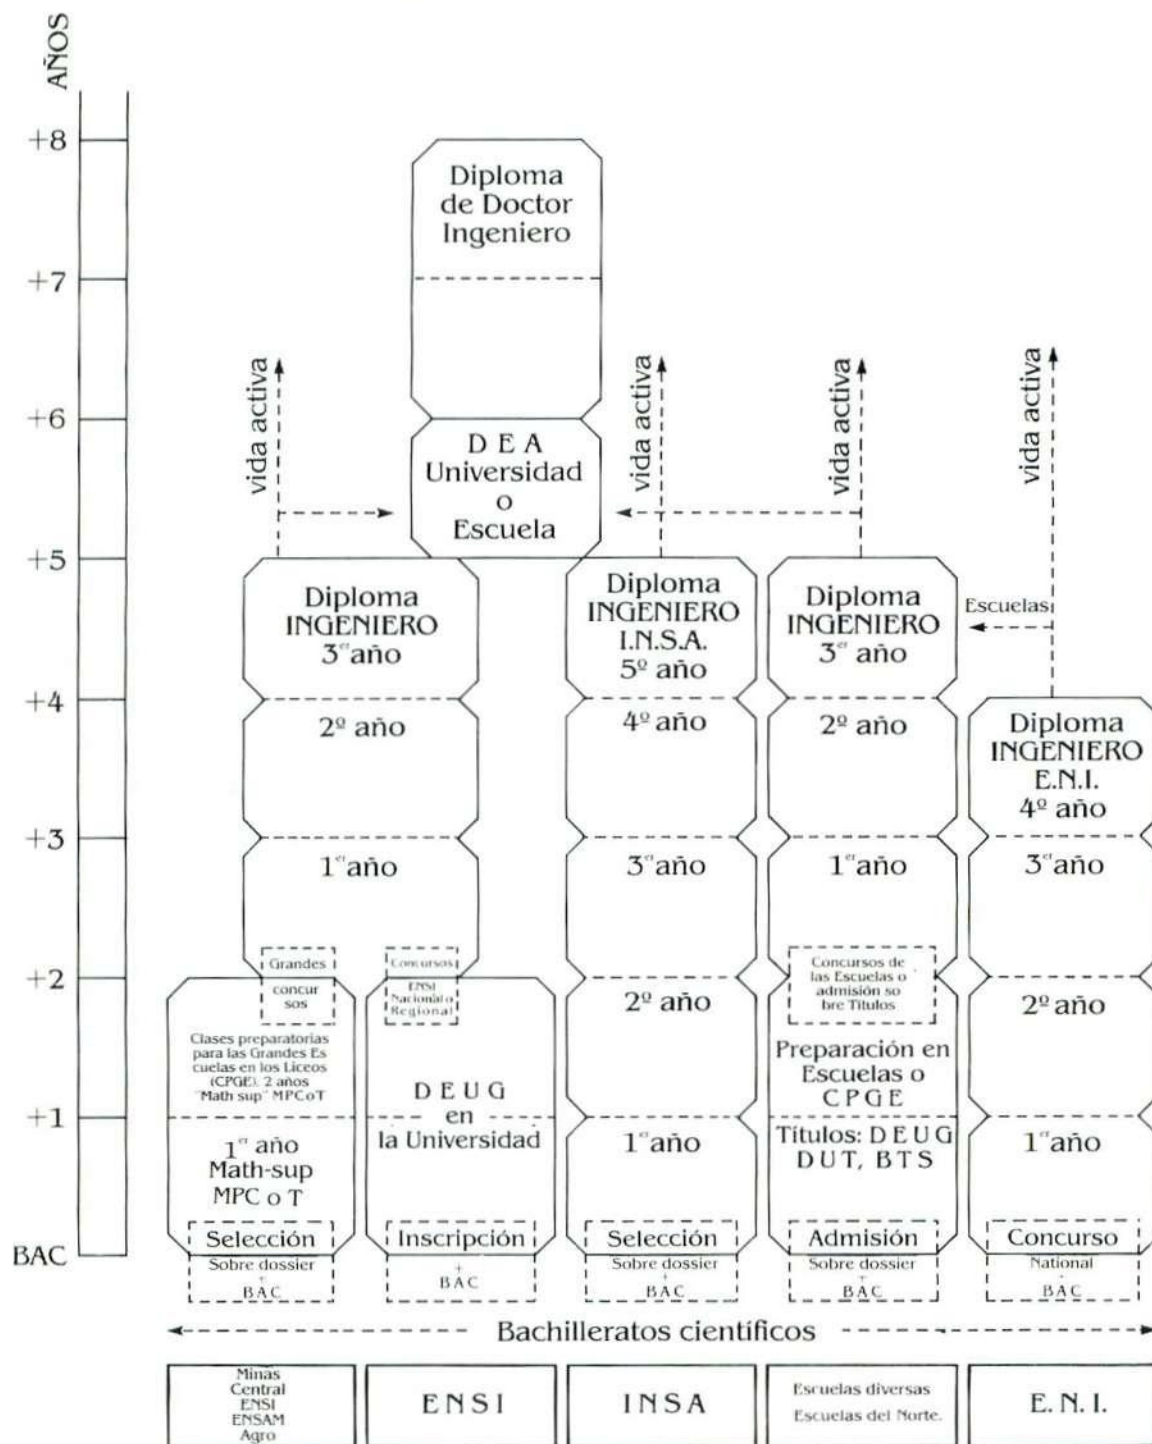 AÑOS
+8
+7
+6
+5
+4
+3
+2
+1
BAC
Diploma
de Doctor
Ingeniero
D E A
Universidad
o
Escuela
vida activa
vida activa
vida activa
vida activa
Diploma
INGENIERO
3er año
2º año
1er año
Grandes
concur
sos
Clases preparatorias
para las Grandes Es
cuelas en los Liceos
(CPGE). 2 años
"Math sup" MPCoT
1er año
Math-sup
MPC o T
Selección
Sobre dossier
+
BAC
Concursos
ENSI
Nacional o
Regional
D E U G
en
la Universidad
Inscripción
+
BAC
Diploma
INGENIERO
I.N.S.A.
5º año
4º año
3er año
2º año
1er año
Selección
Sobre dossier
+
BAC
Diploma
INGENIERO
3er año
2º año
1er año
Concursos de
las Escuelas o
admisión so
bre Títulos
Preparación en
Escuelas o
C P G E
Títulos: D E U G
DUT, BTS
Admisión
Sobre dossier
+
BAC
Escuelas
Diploma
INGENIERO
E.N.I.
4º año
3er año
2º año
1er año
Concurso
National
BAC
Bachilleratos científicos
Minas
Central
ENSI
ENSAM
Agro
E N S I
I N S A
Escuelas diversas
Escuelas del Norte.
E. N. I.